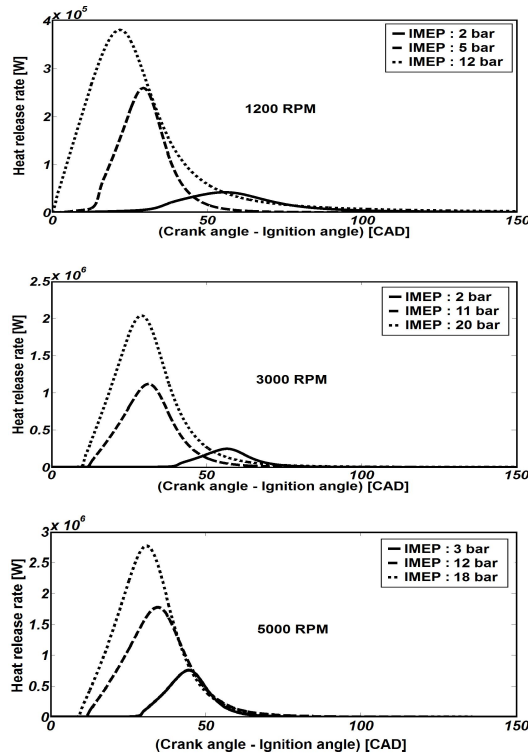 x 10^5
4
3
2
1
0
Heat release rate [W]
IMEP : 2 bar
IMEP : 5 bar
IMEP : 12 bar
1200 RPM
0 50 100 150
(Crank angle - Ignition angle) [CAD]
x 10^6
2.5
2
1.5
1
0.5
0
Heat release rate [W]
IMEP : 2 bar
IMEP : 11 bar
IMEP : 20 bar
3000 RPM
0 50 100 150
(Crank angle - Ignition angle) [CAD]
x 10^6
3
2.5
2
1.5
1
0.5
0
Heat release rate [W]
IMEP : 3 bar
IMEP : 12 bar
IMEP : 18 bar
5000 RPM
0 50 100 150
(Crank angle - Ignition angle) [CAD]